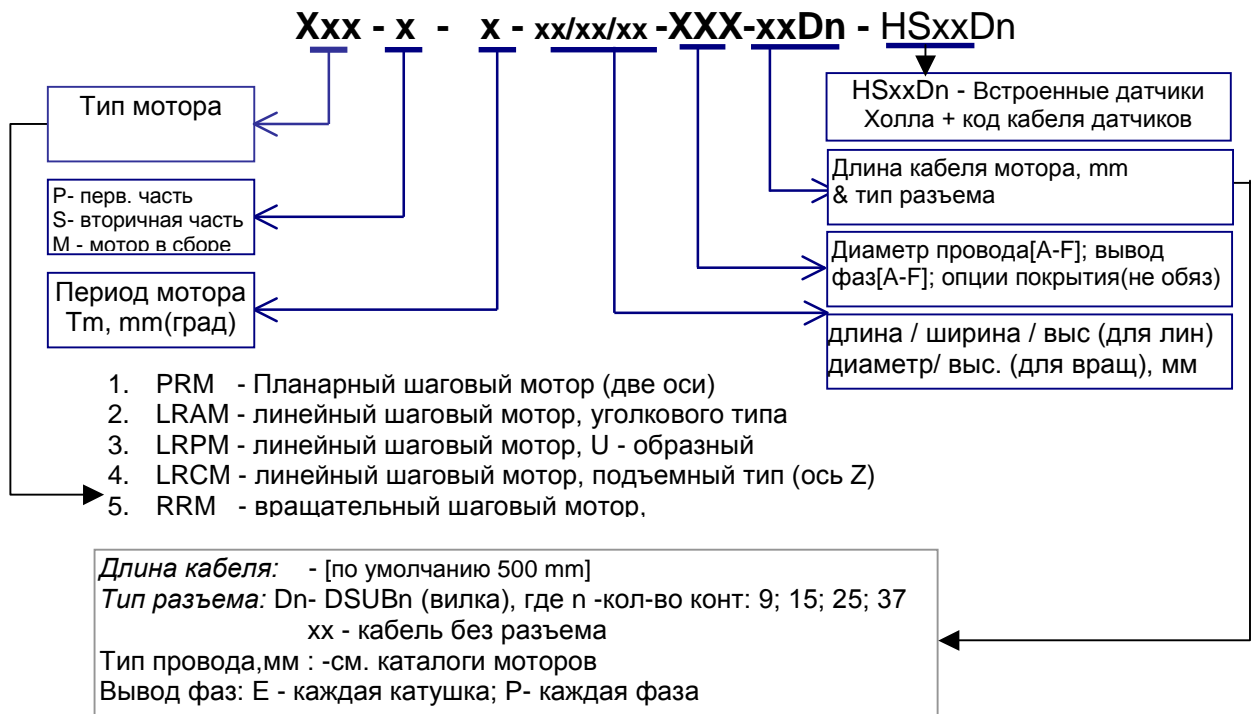 Xxx - x - x - xx/xx/xx -XXX-xxDn - HSxxDn
Тип мотора
P- перв. часть
S- вторичная часть
M - мотор в сборе
Период мотора
Tm, mm(град)
HSxxDn - Встроенные датчики
Холла + код кабеля датчиков
Длина кабеля мотора, mm
& тип разъема
Диаметр провода[A-F]; вывод
фаз[A-F]; опции покрытия(не обяз)
длина / ширина / выс (для лин)
диаметр/ выс. (для вращ), мм
1. PRM - Планарный шаговый мотор (две оси)
2. LRAM - линейный шаговый мотор, уголкового типа
3. LRPM - линейный шаговый мотор, U - образный
4. LRCM - линейный шаговый мотор, подъемный тип (ось Z)
5. RRM - вращательный шаговый мотор,
Длина кабеля: - [по умолчанию 500 mm]
Тип разъема: Dn- DSUBn (вилка), где n -кол-во конт: 9; 15; 25; 37
xx - кабель без разъема
Тип провода,мм : -см. каталоги моторов
Вывод фаз: E - каждая катушка; P- каждая фаза